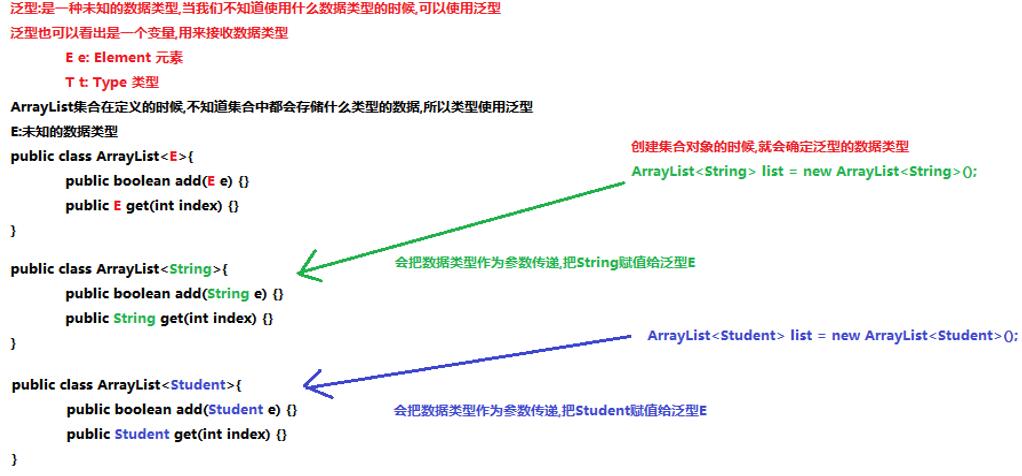 泛型:是一种未知的数据类型,当我们不知道使用什么数据类型的时候,可以使用泛型
泛型也可以看出是一个变量,用来接收数据类型
E e: Element 元素
T t: Type 类型
ArrayList集合在定义的时候,不知道集合中都会存储什么类型的数据,所以类型使用泛型
E:未知的数据类型
public class ArrayList<E>{
public boolean add(E e) {}
public E get(int index) {}
}
创建集合对象的时候,就会确定泛型的数据类型
ArrayList<String> list = new ArrayList<String>();
会把数据类型作为参数传递,把String赋值给泛型E
public class ArrayList<String>{
public boolean add(String e) {}
public String get(int index) {}
}
ArrayList<Student> list = new ArrayList<Student>();
public class ArrayList<Student>{
public boolean add(Student e) {}
会把数据类型作为参数传递,把Student赋值给泛型E
public Student get(int index) {}
}